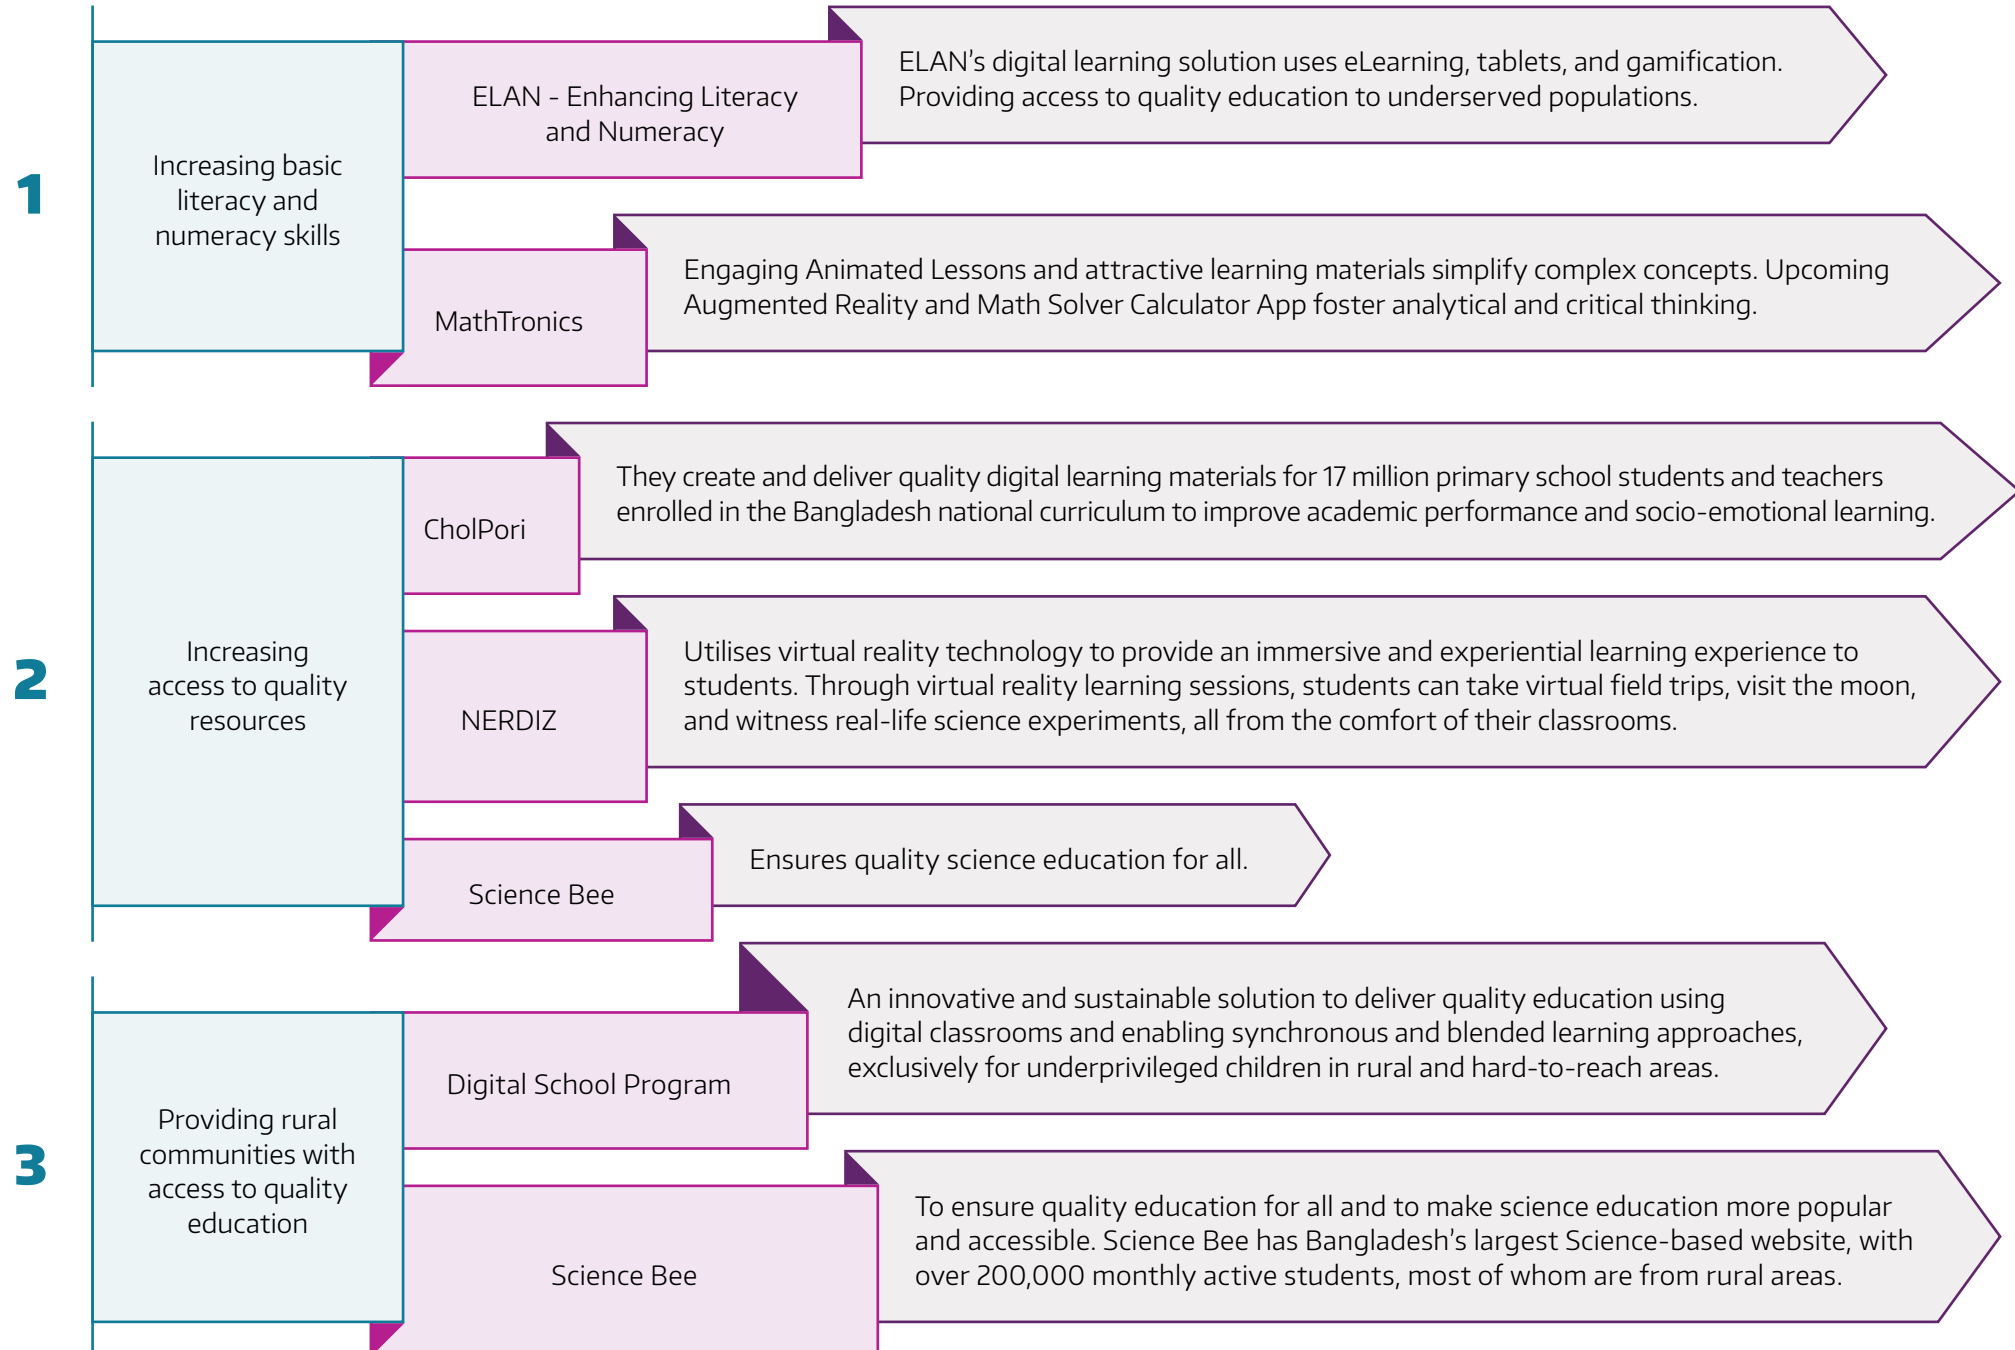 1
Increasing basic
literacy and
numeracy skills
ELAN - Enhancing Literacy
and Numeracy
ELAN’s digital learning solution uses eLearning, tablets, and gamification.
Providing access to quality education to underserved populations.
MathTronics
Engaging Animated Lessons and attractive learning materials simplify complex concepts. Upcoming
Augmented Reality and Math Solver Calculator App foster analytical and critical thinking.
2
Increasing
access to quality
resources
CholPori
They create and deliver quality digital learning materials for 17 million primary school students and teachers
enrolled in the Bangladesh national curriculum to improve academic performance and socio-emotional learning.
NERDIZ
Utilises virtual reality technology to provide an immersive and experiential learning experience to
students. Through virtual reality learning sessions, students can take virtual field trips, visit the moon,
and witness real-life science experiments, all from the comfort of their classrooms.
Science Bee
Ensures quality science education for all.
3
Providing rural
communities with
access to quality
education
Digital School Program
An innovative and sustainable solution to deliver quality education using
digital classrooms and enabling synchronous and blended learning approaches,
exclusively for underprivileged children in rural and hard-to-reach areas.
Science Bee
To ensure quality education for all and to make science education more popular
and accessible. Science Bee has Bangladesh’s largest Science-based website, with
over 200,000 monthly active students, most of whom are from rural areas.